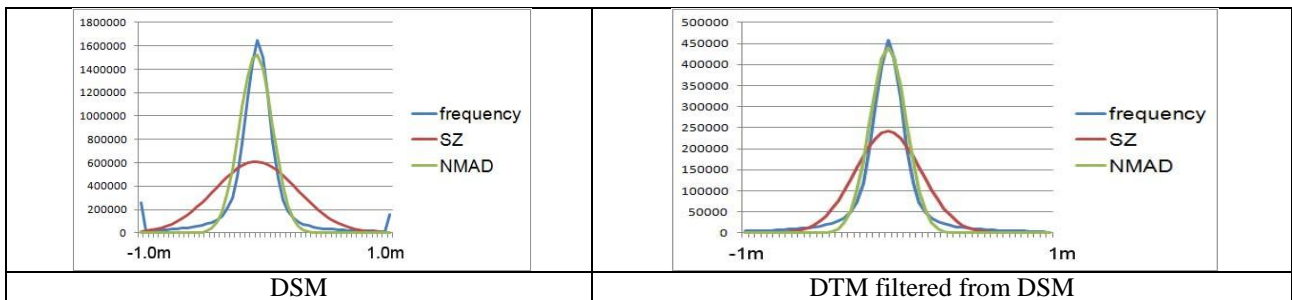 1800000
1600000
1400000
1200000
1000000
800000
600000
400000
200000
0
-1.0m 1.0m
frequency
SZ
NMAD
DSM
500000
450000
400000
350000
300000
250000
200000
150000
100000
50000
0
-1m 1m
frequency
SZ
NMAD
DTM filtered from DSM